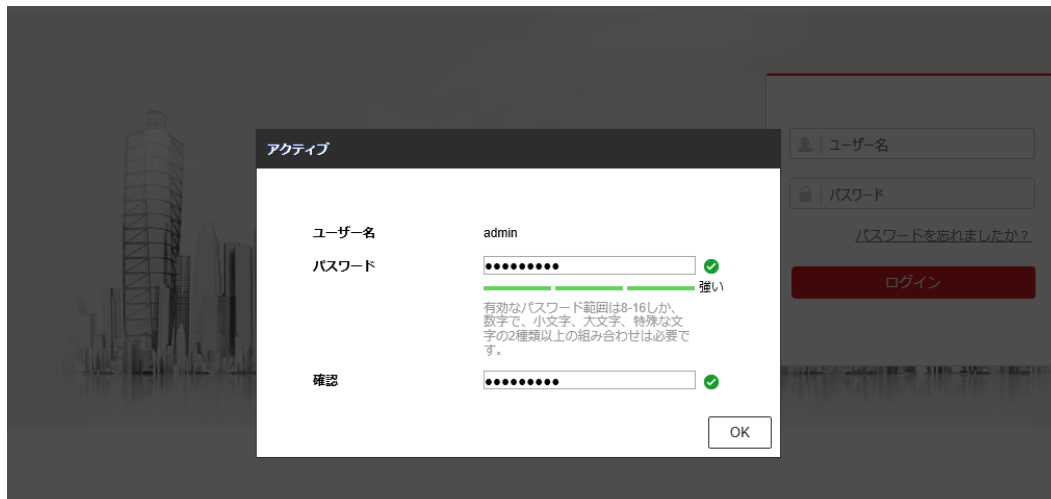 アクティブ
ユーザー名 admin
パスワード ●●●●●●●●●
強い
有効なパスワード範囲は8-16しか、
数字で、小文字、大文字、特殊な文
字の2種類以上の組み合わせは必要で
す。
確認 ●●●●●●●●●
OK
ユーザー名
パスワード
パスワードを忘れましたか？
ログイン